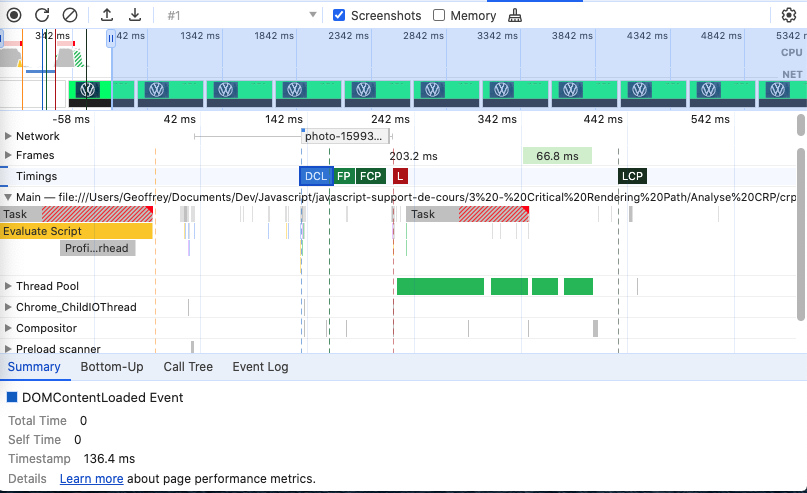 #1 Screenshots Memory
342 ms 1342 ms 1842 ms 2342 ms 2842 ms 3342 ms 3842 ms 4342 ms 4842 ms 5342
CPU
NET
-58 ms 42 ms 142 ms 242 ms 342 ms 442 ms 542 ms
Network photo-15993...
Frames 203.2 ms 66.8 ms
Timings DCL FP FCP L LCP
Main — file:///Users/Geoffrey/Documents/Dev/Javascript/javascript-support-de-cours/3%20-%20Critical%20Rendering%20Path/Analyse%20CRP/crp
Task Task
Evaluate Script
Profi...rhead
Thread Pool
Chrome_ChildIOThread
Compositor
Preload scanner
Summary Bottom-Up Call Tree Event Log
DOMContentLoaded Event
Total Time 0
Self Time 0
Timestamp 136.4 ms
Details Learn more about page performance metrics.